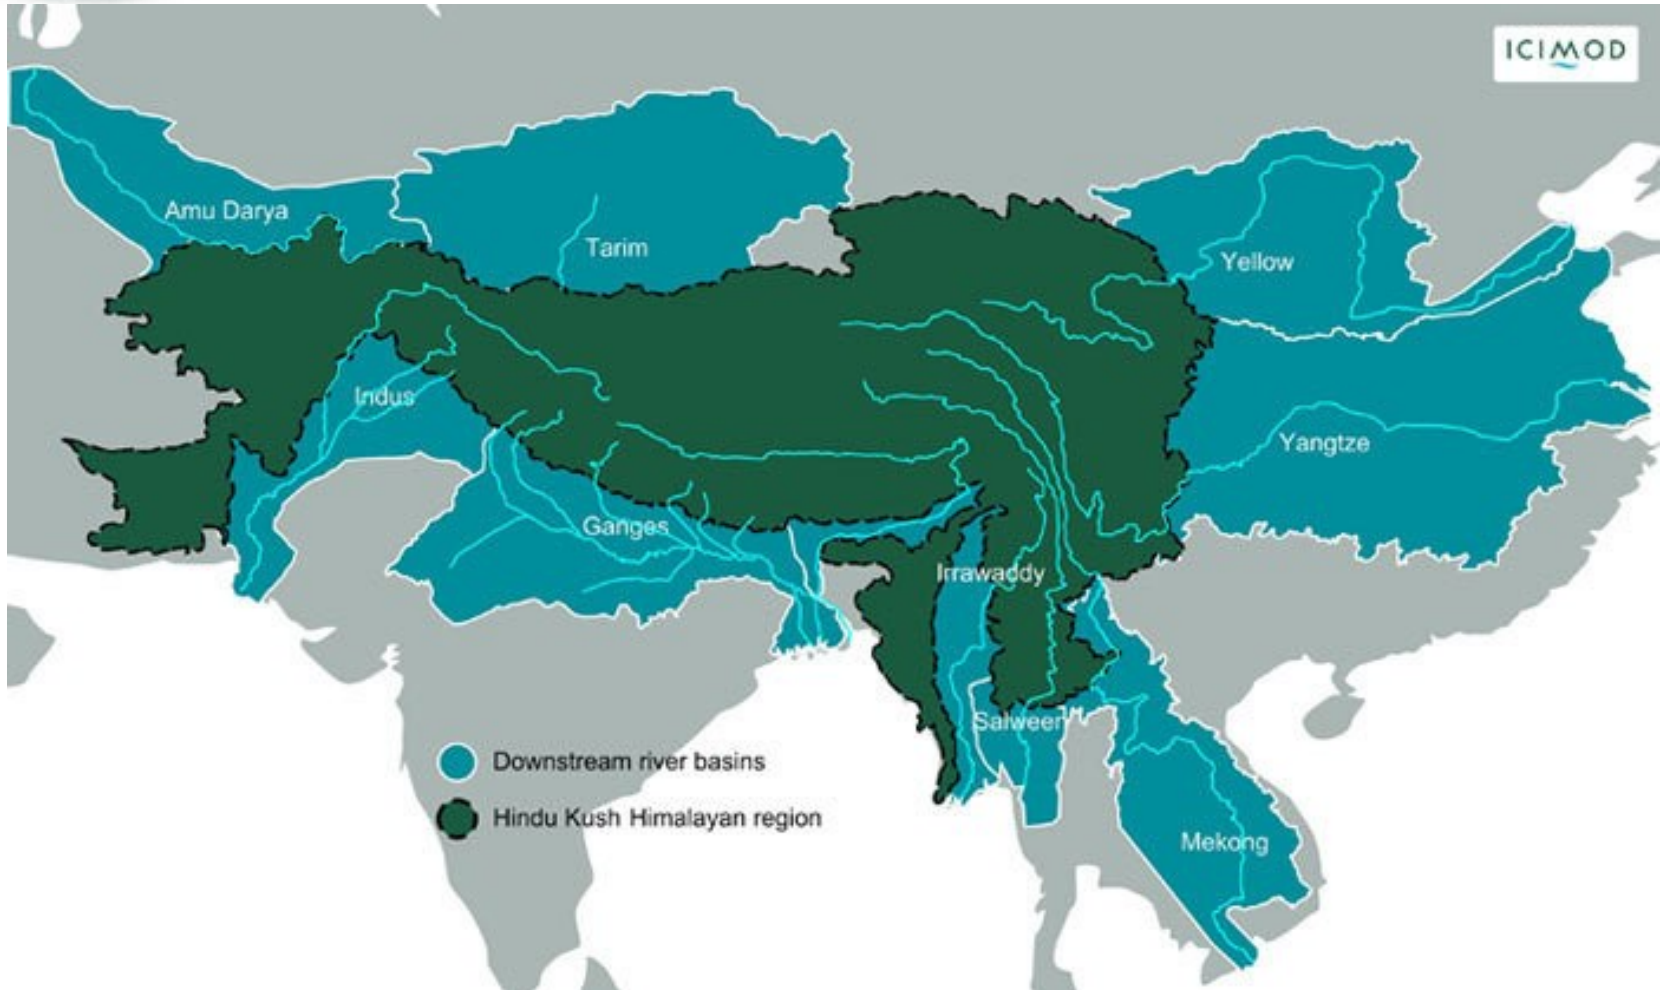 ICIMOD
Amu Darya
Tarim
Yellow
Indus
Yangtze
Ganges
Irrawaddy
Salween
Downstream river basins
Hindu Kush Himalayan region
Mekong